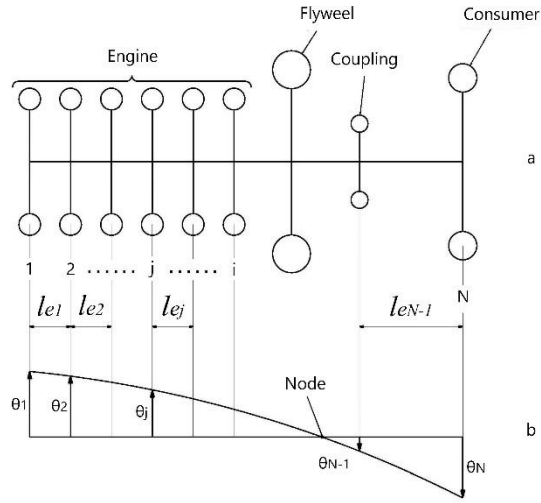 Flyweel
Consumer
Engine
Coupling
a
1 2 ...... j ...... i
N
le1 le2 lej leN-1
Node
θ1 θ2 θj θN-1 θN
b